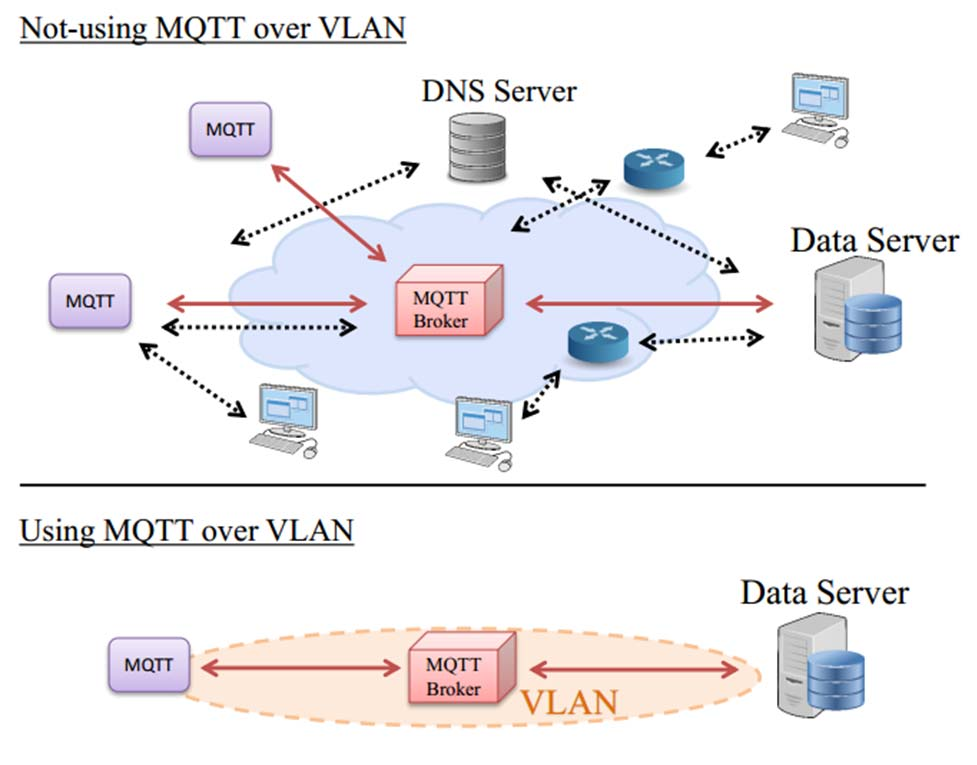 Not-using MQTT over VLAN
DNS Server
MQTT
Data Server
MQTT
MQTT
Broker
Using MQTT over VLAN
Data Server
MQTT
MQTT
Broker
VLAN